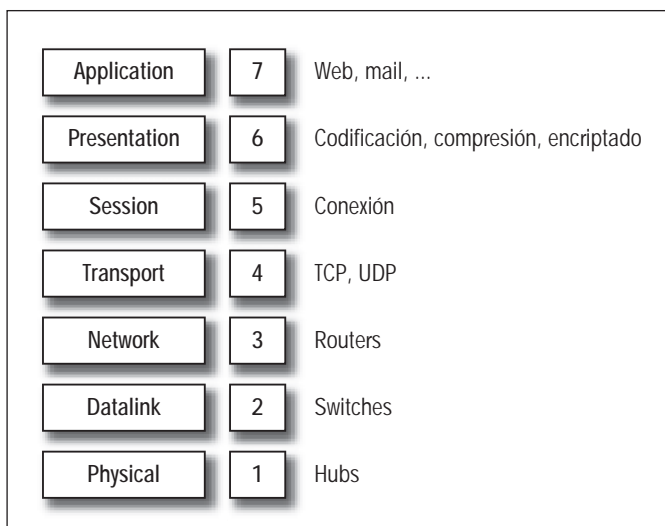 Application 7 Web, mail, ...
Presentation 6 Codificación, compresión, encriptado
Session 5 Conexión
Transport 4 TCP, UDP
Network 3 Routers
Datalink 2 Switches
Physical 1 Hubs